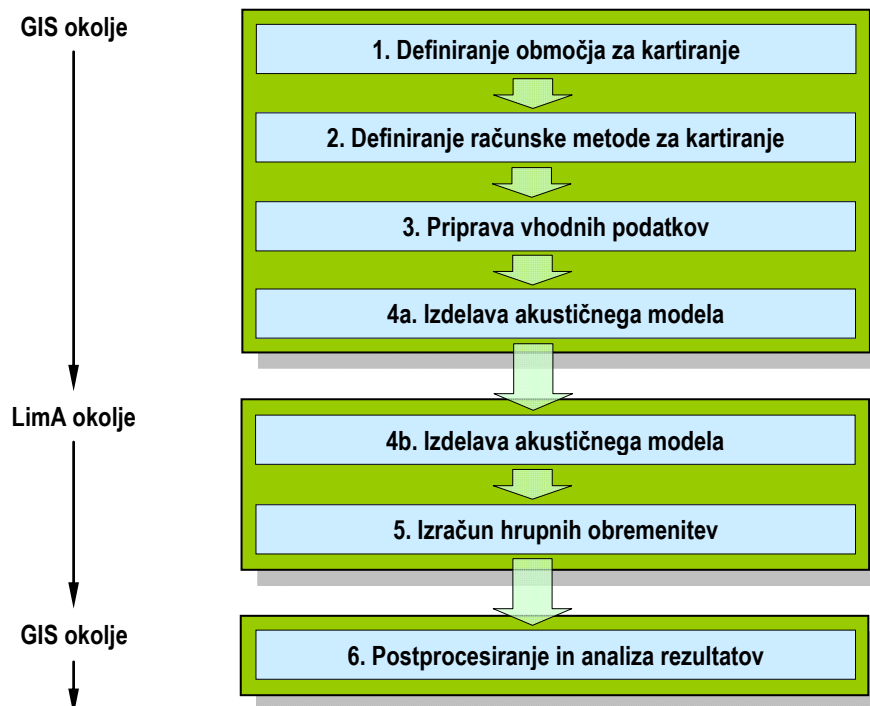 GIS okolje
1. Definiranje območja za kartiranje
2. Definiranje računske metode za kartiranje
3. Priprava vhodnih podatkov
4a. Izdelava akustičnega modela
LimA okolje
4b. Izdelava akustičnega modela
5. Izračun hrupnih obremenitev
GIS okolje
6. Postprocesiranje in analiza rezultatov